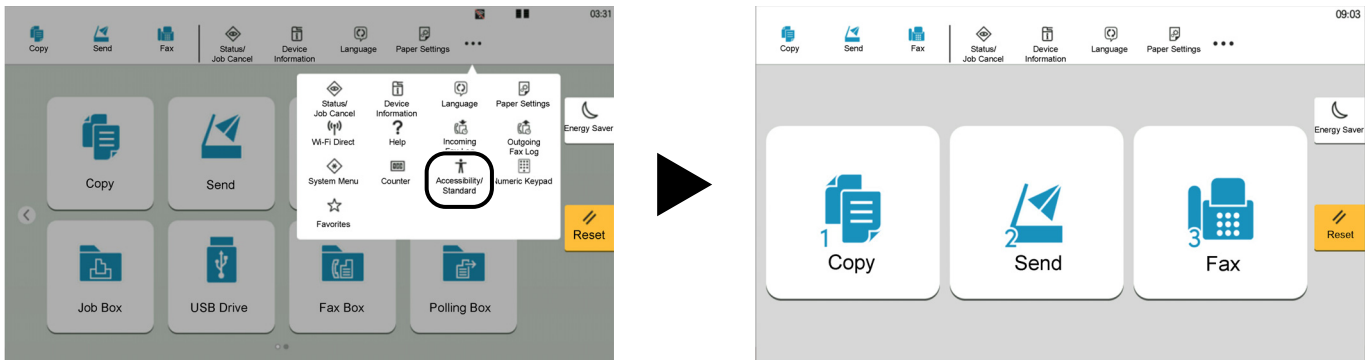 03:31
Copy Send Fax Status/ Device Language Paper Settings
Job Cancel Information
Status/ Device Language Paper Settings
Job Cancel Information
Wi-Fi Direct Help Incoming Outgoing
Fax Log
System Menu Counter Accessibility/ Numeric Keypad
Standard
Favorites
Energy Saver
Reset
Copy Send
Job Box USB Drive Fax Box Polling Box
09:03
Copy Send Fax Status/ Device Language Paper Settings
Job Cancel Information
Energy Saver
Reset
1 2 3
Copy Send Fax